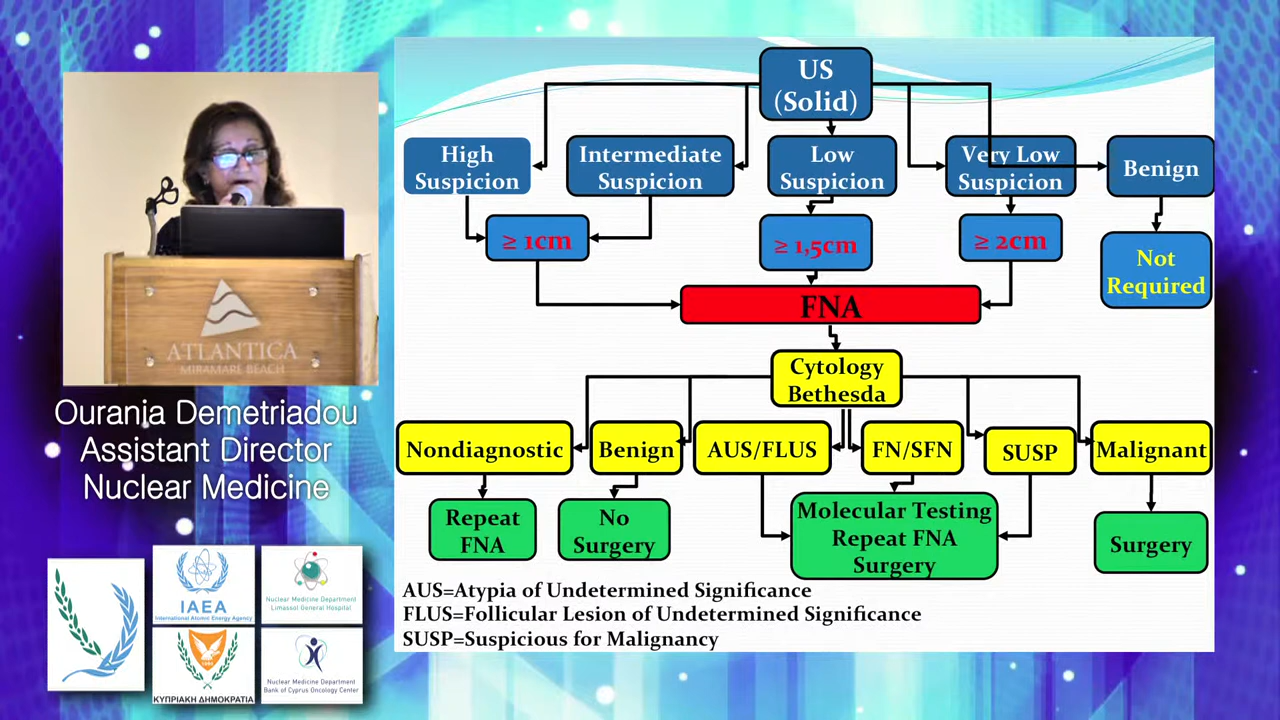 US
(Solid)
High
Suspicion
Intermediate
Suspicion
Low
Suspicion
Very Low
Suspicion
Benign
≥ 1cm
≥ 1,5cm
≥ 2cm
Not
Required
FNA
Cytology
Bethesda
Nondiagnostic
Benign
AUS/FLUS
FN/SFN
SUSP
Malignant
Repeat
FNA
No
Surgery
Molecular Testing
Repeat FNA
Surgery
Surgery
AUS=Atypia of Undetermined Significance
FLUS=Follicular Lesion of Undetermined Significance
SUSP=Suspicious for Malignancy
ATLANTICA
MIRAMARE BEACH
Ourania Demetriadou
Assistant Director
Nuclear Medicine
IAEA
International Atomic Energy Agency
Nuclear Medicine Department
Limassol General Hospital
ΚΥΠΡΙΑΚΗ ΔΗΜΟΚΡΑΤΙΑ
Nuclear Medicine Department
Bank of Cyprus Oncology Center